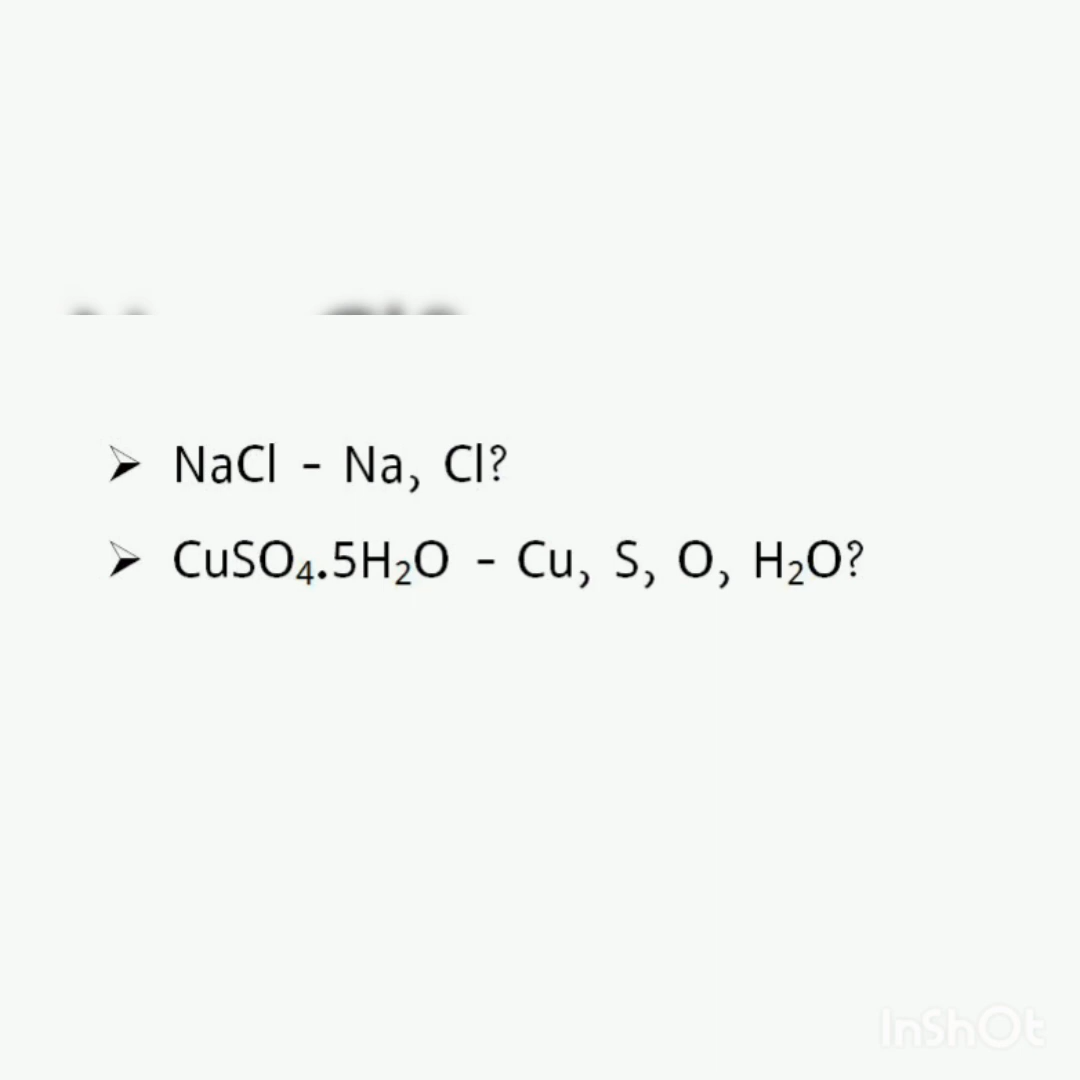 ➢ NaCl - Na, Cl?
➢ CuSO₄.5H₂O - Cu, S, O, H₂O?
InShOt